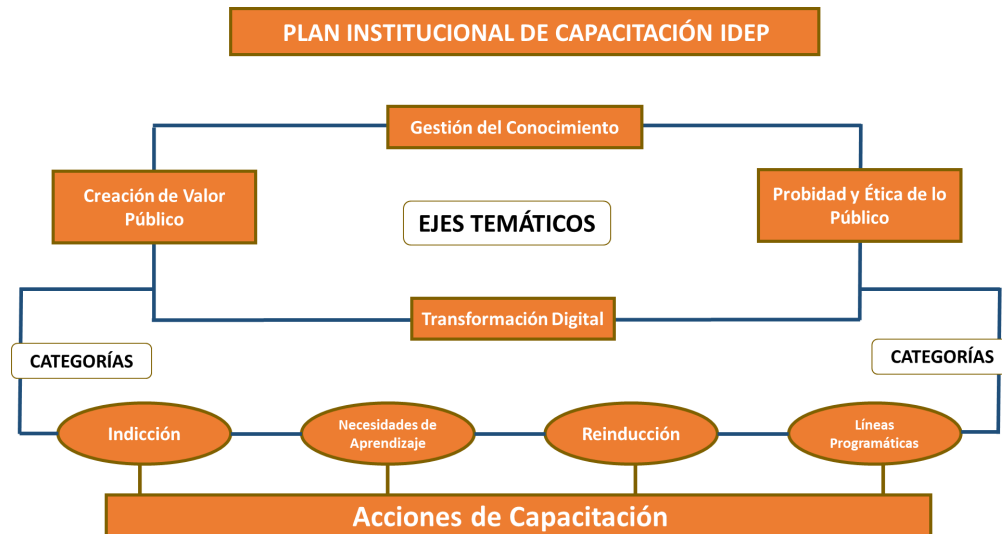 PLAN INSTITUCIONAL DE CAPACITACIÓN IDEP
Gestión del Conocimiento
Creación de Valor
Público
Probidad y Ética de lo
Público
EJES TEMÁTICOS
Transformación Digital
CATEGORÍAS
CATEGORÍAS
Indicción
Necesidades de
Aprendizaje
Reinducción
Líneas
Programáticas
Acciones de Capacitación